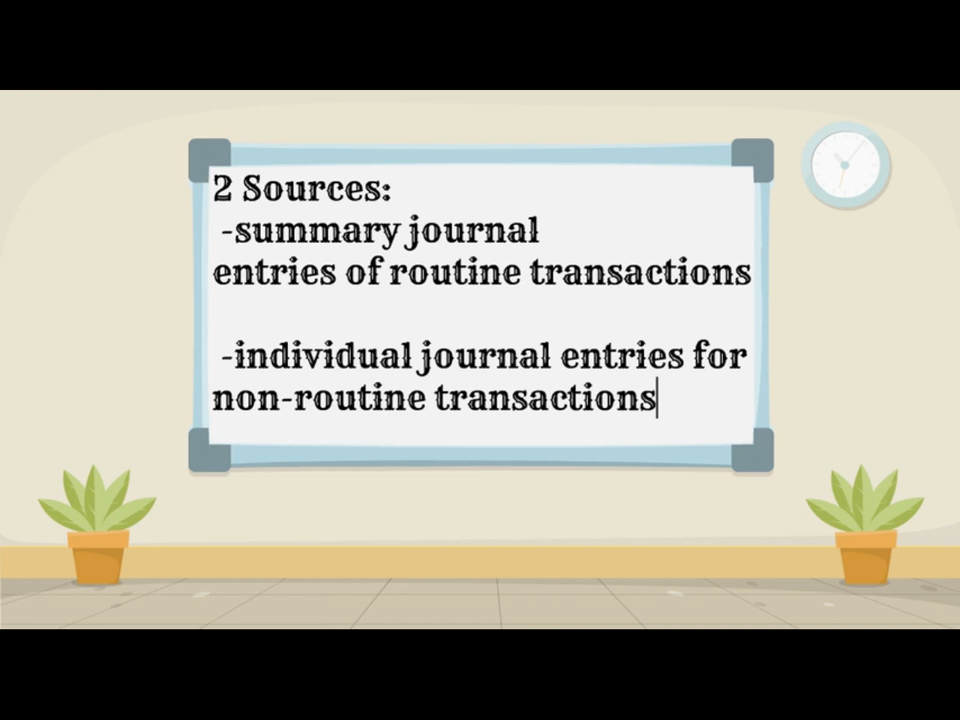 2 Sources:
-summary journal
entries of routine transactions
-individual journal entries for
non-routine transactions